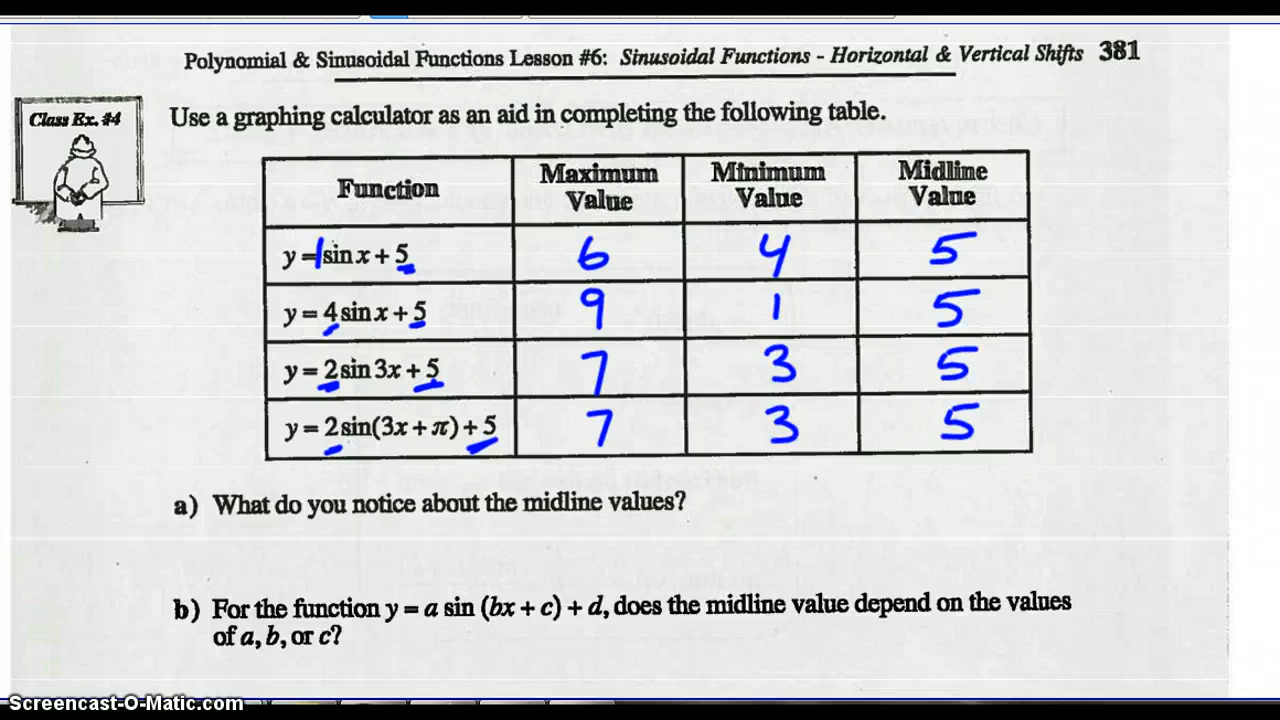 Polynomial & Sinusoidal Functions Lesson #6: Sinusoidal Functions - Horizontal & Vertical Shifts 381
Class Ex. #4
Use a graphing calculator as an aid in completing the following table.
Function Maximum Value Minimum Value Midline Value
y = 1 sin x + 5 6 4 5
y = 4 sin x + 5 9 1 5
y = 2 sin 3x + 5 7 3 5
y = 2 sin(3x + π) + 5 7 3 5
a) What do you notice about the midline values?
b) For the function y = a sin (bx + c) + d, does the midline value depend on the values
of a, b, or c?
Screencast-O-Matic.com